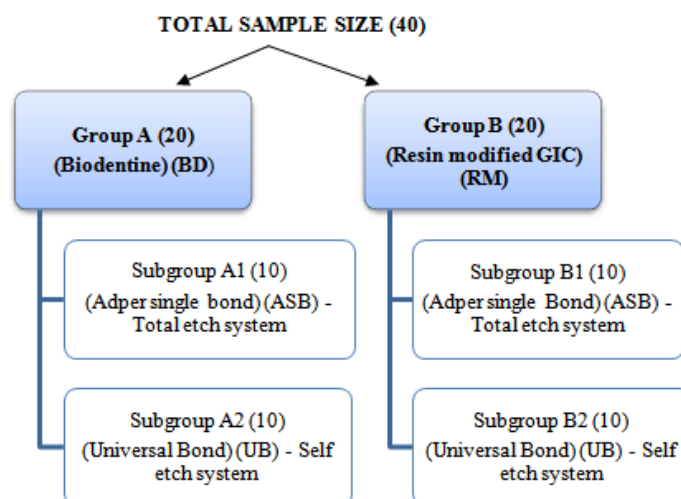 TOTAL SAMPLE SIZE (40)
Group A (20)
(Biodentine) (BD)
Group B (20)
(Resin modified GIC)
(RM)
Subgroup A1 (10)
(Adper single bond) (ASB) -
Total etch system
Subgroup B1 (10)
(Adper single Bond) (ASB) -
Total etch system
Subgroup A2 (10)
(Universal Bond) (UB) - Self
etch system
Subgroup B2 (10)
(Universal Bond) (UB) - Self
etch system